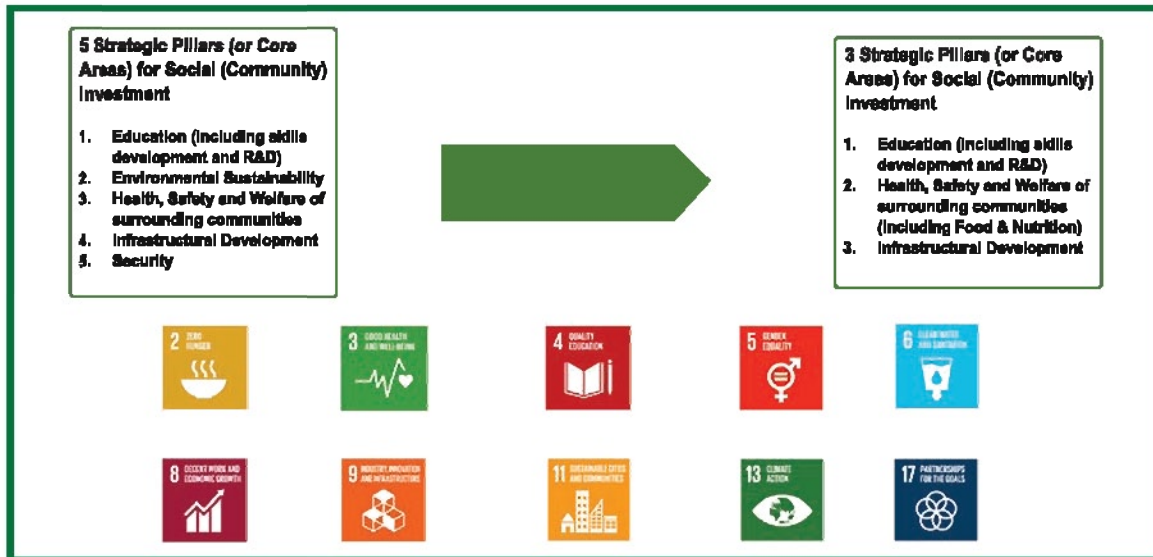 5 Strategic Pillars (or Core
Areas) for Social (Community)
Investment
1. Education (including skills
development and R&D)
2. Environmental Sustainability
3. Health, Safety and Welfare of
surrounding communities
4. Infrastructural Development
5. Security
3 Strategic Pillars (or Core
Areas) for Social (Community)
Investment
1. Education (including skills
development and R&D)
2. Health, Safety and Welfare of
surrounding communities
(including Food & Nutrition)
3. Infrastructural Development
2 ZERO
HUNGER
3 GOOD HEALTH
AND WELL-BEING
4 QUALITY
EDUCATION
5 GENDER
EQUALITY
6 CLEAN WATER
AND SANITATION
8 DECENT WORK AND
ECONOMIC GROWTH
9 INDUSTRY, INNOVATION
AND INFRASTRUCTURE
11 SUSTAINABLE CITIES
AND COMMUNITIES
13 CLIMATE
ACTION
17 PARTNERSHIPS
FOR THE GOALS